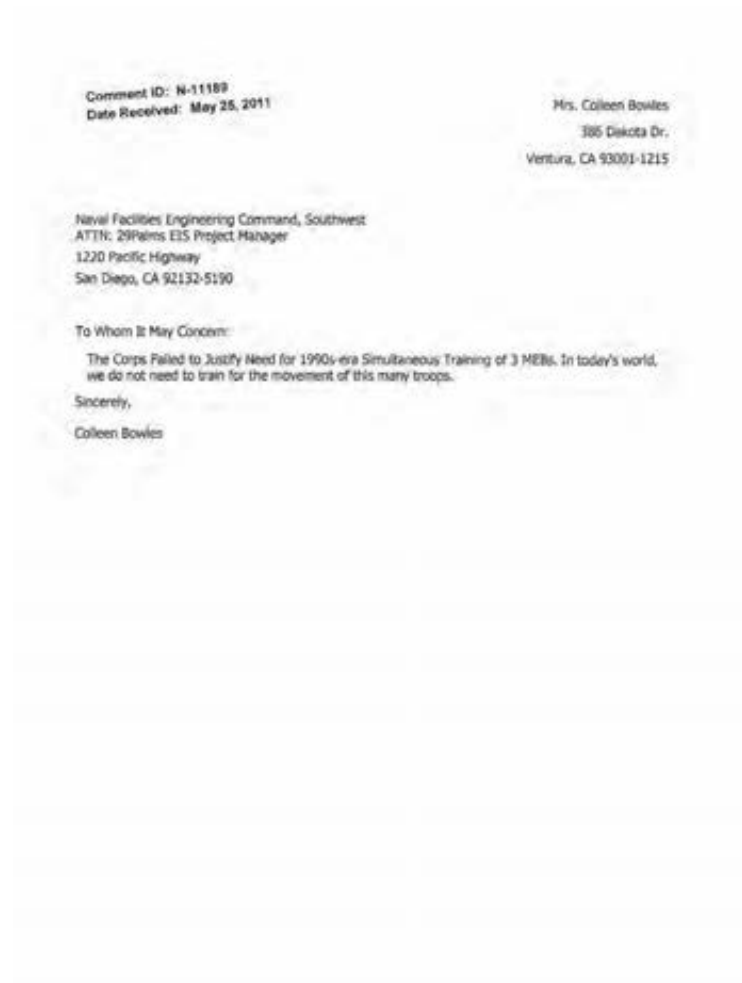 Comment ID: N-11189
Date Received: May 25, 2011
Mrs. Colleen Bowles
386 Dakota Dr.
Ventura, CA 93001-1215
Naval Facilities Engineering Command, Southwest
ATTN: 29Palms EIS Project Manager
1220 Pacific Highway
San Diego, CA 92132-5190
To Whom It May Concern:
The Corps Failed to Justify Need for 1990s-era Simultaneous Training of 3 MEBs. In today's world,
we do not need to train for the movement of this many troops.
Sincerely,
Colleen Bowles